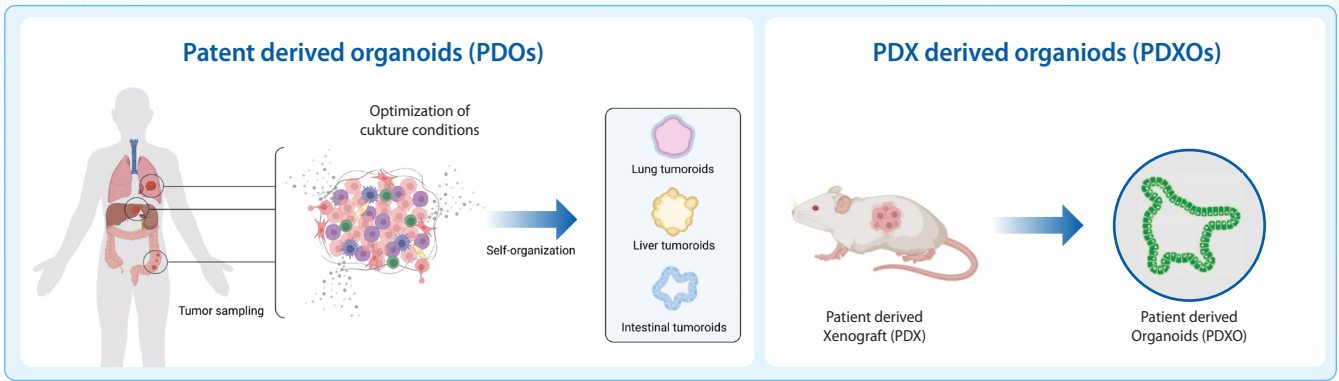 Patent derived organoids (PDOs)
Optimization of
cukture conditions
Tumor sampling
Self-organization
Lung tumoroids
Liver tumoroids
Intestinal tumoroids
PDX derived organiods (PDXOs)
Patient derived
Xenograft (PDX)
Patient derived
Organoids (PDXO)